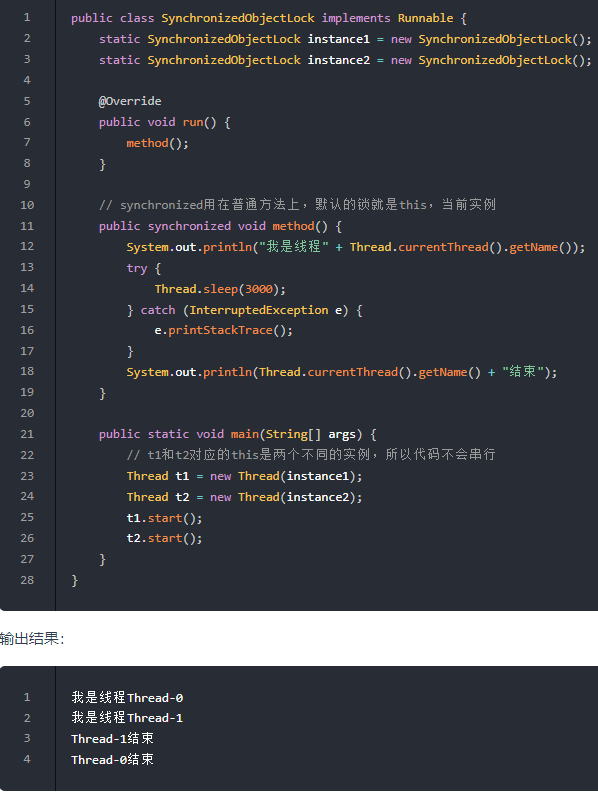 1 public class SynchronizedObjectLock implements Runnable {
2 static SynchronizedObjectLock instance1 = new SynchronizedObjectLock();
3 static SynchronizedObjectLock instance2 = new SynchronizedObjectLock();
4
5 @Override
6 public void run() {
7 method();
8 }
9
10 // synchronized用在普通方法上，默认的锁就是this，当前实例
11 public synchronized void method() {
12 System.out.println("我是线程" + Thread.currentThread().getName());
13 try {
14 Thread.sleep(3000);
15 } catch (InterruptedException e) {
16 e.printStackTrace();
17 }
18 System.out.println(Thread.currentThread().getName() + "结束");
19 }
20
21 public static void main(String[] args) {
22 // t1和t2对应的this是两个不同的实例，所以代码不会串行
23 Thread t1 = new Thread(instance1);
24 Thread t2 = new Thread(instance2);
25 t1.start();
26 t2.start();
27 }
28 }
输出结果：
1 我是线程Thread-0
2 我是线程Thread-1
3 Thread-1结束
4 Thread-0结束